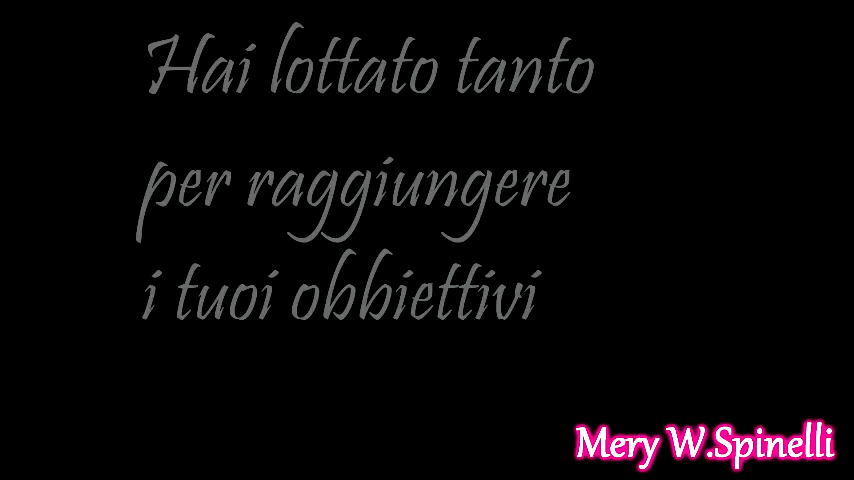 Hai lottato tanto
per raggiungere
i tuoi obbiettivi
Mery W.Spinelli